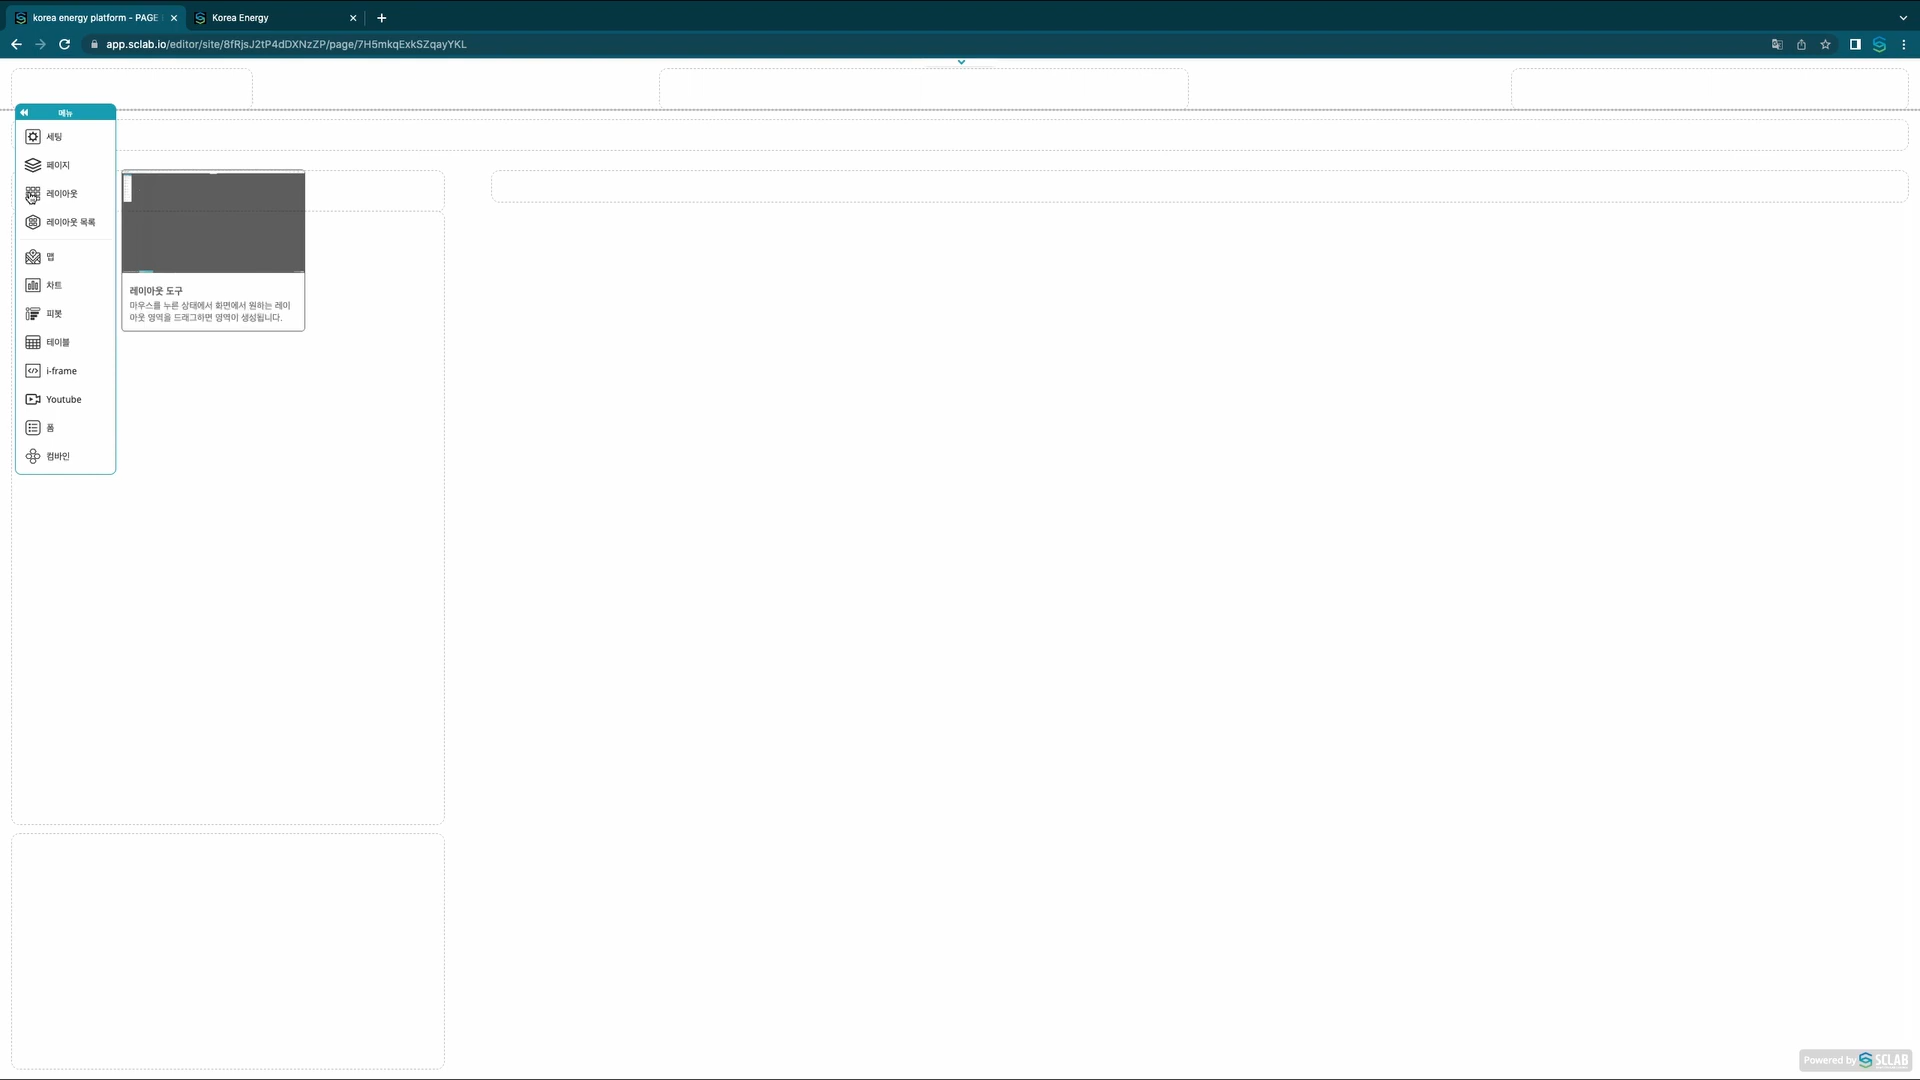 korea energy platform - PAGE
Korea Energy
app.sclab.io/editor/site/8fRjsJ2tP4dDXNzZP/page/7H5mkqExkSZqayYKL
메뉴
세팅
페이지
레이아웃
레이아웃 목록
맵
차트
피봇
테이블
i-frame
Youtube
폼
컴바인
레이아웃 도구
마우스를 누른 상태에서 화면에서 원하는 레이
아웃 영역을 드래그하면 영역이 생성됩니다.
Powered by SCLAB